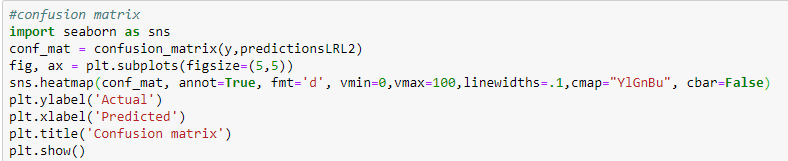 #confusion matrix
import seaborn as sns
conf_mat = confusion_matrix(y,predictionsLRL2)
fig, ax = plt.subplots(figsize=(5,5))
sns.heatmap(conf_mat, annot=True, fmt='d', vmin=0,vmax=100,linewidths=.1,cmap="YlGnBu", cbar=False)
plt.ylabel('Actual')
plt.xlabel('Predicted')
plt.title('Confusion matrix')
plt.show()